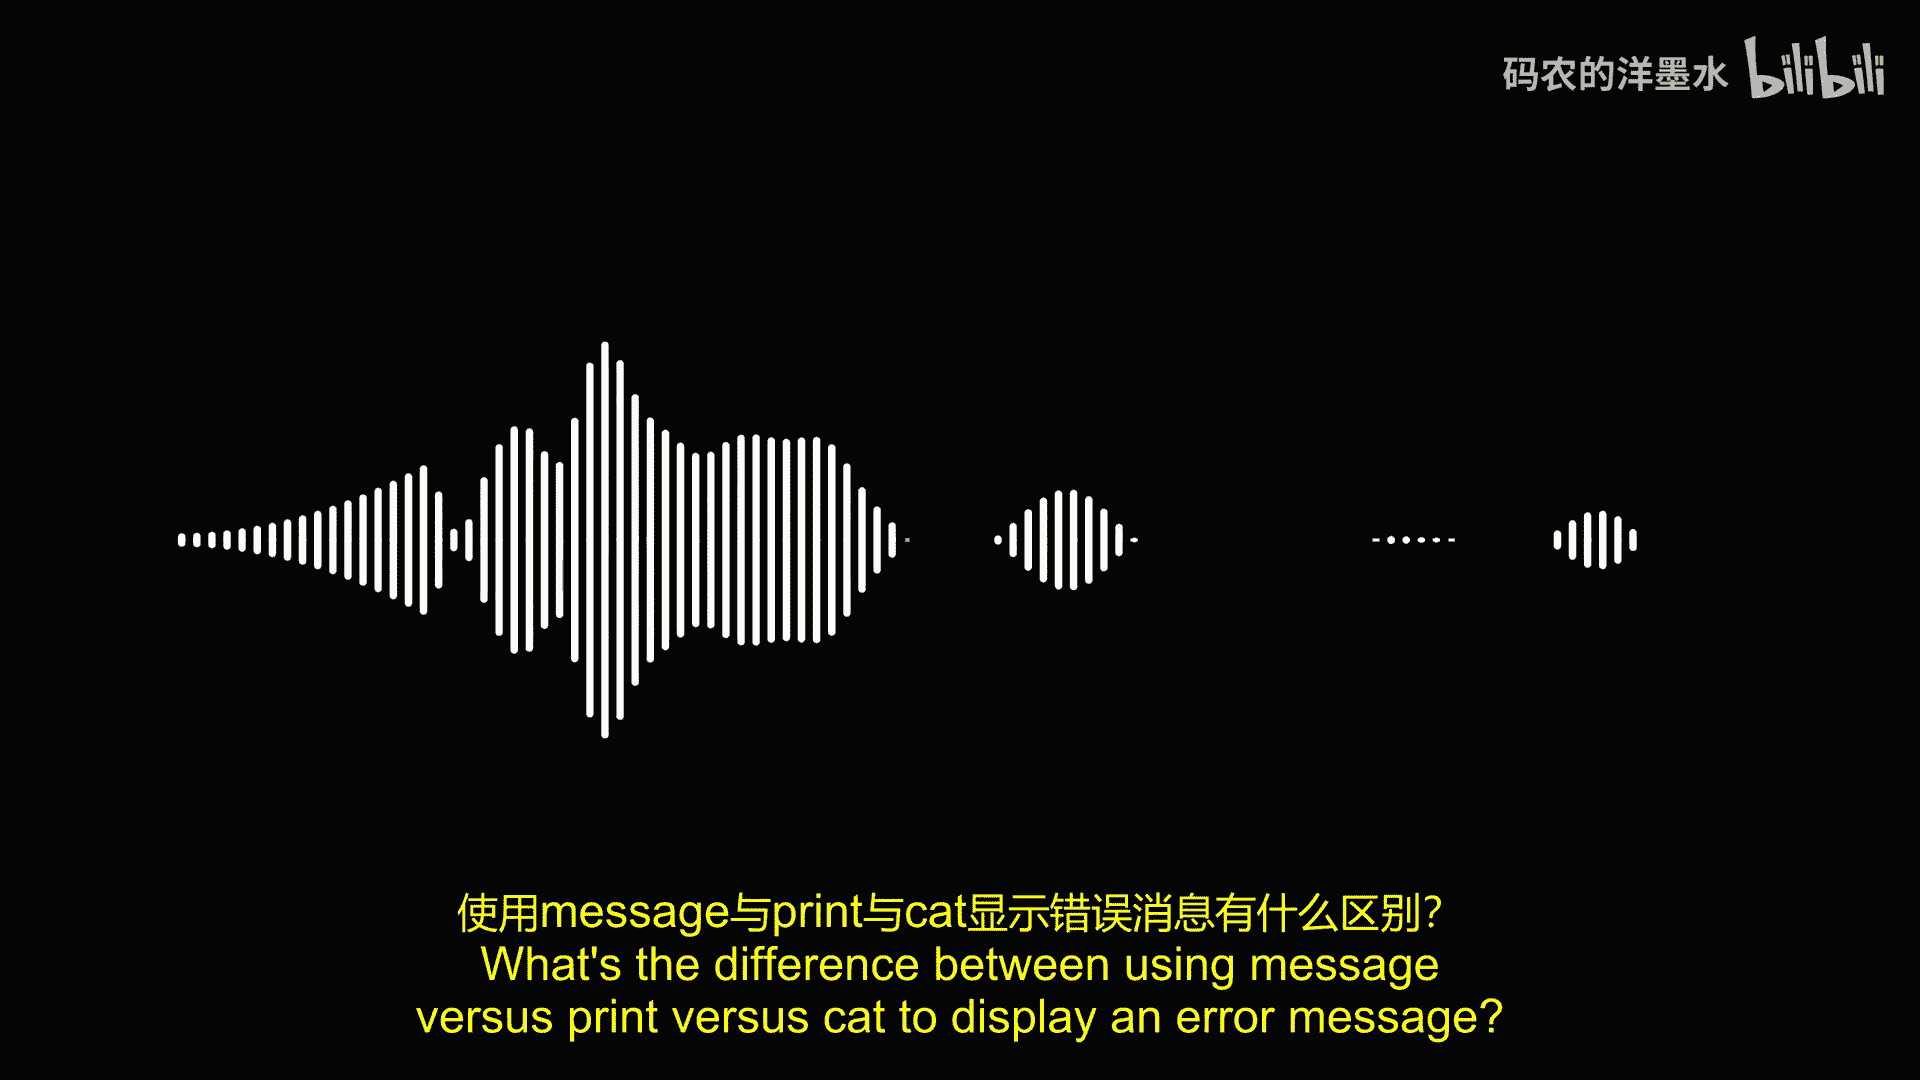 码农的洋墨水 bilibili
使用message与print与cat显示错误消息有什么区别?
What's the difference between using message
versus print versus cat to display an error message?